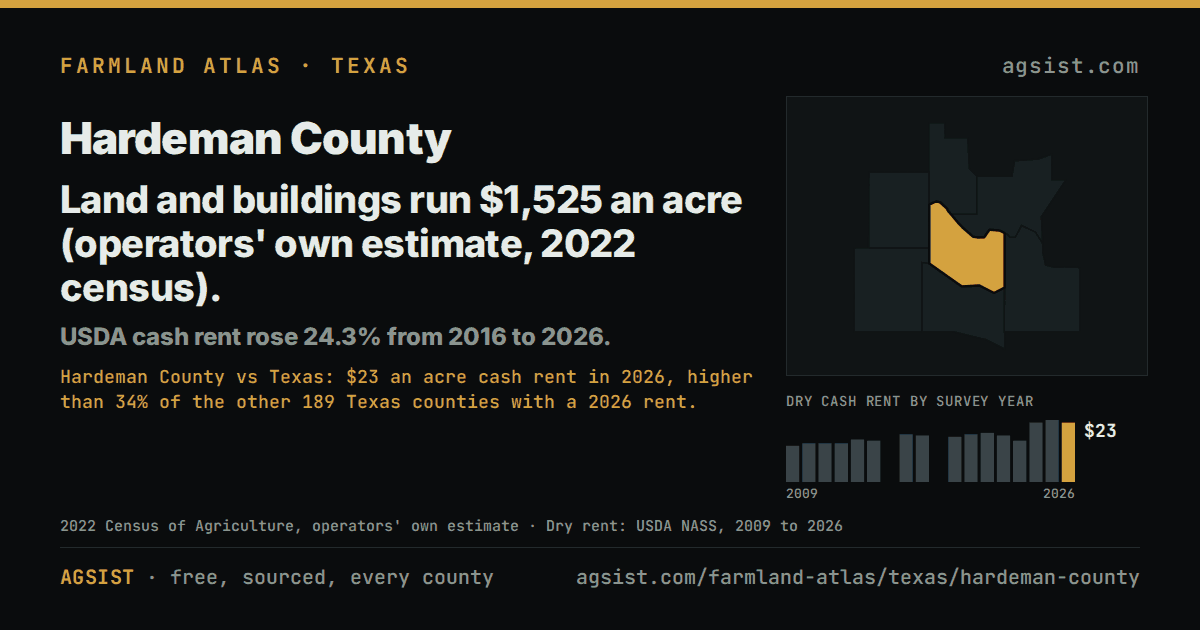 FARMLAND ATLAS · TEXAS
agsist.com
Hardeman County
Land and buildings run $1,525 an acre
(operators' own estimate, 2022
census).
USDA cash rent rose 24.3% from 2016 to 2026.
Hardeman County vs Texas: $23 an acre cash rent in 2026, higher
than 34% of the other 189 Texas counties with a 2026 rent.
DRY CASH RENT BY SURVEY YEAR
$23
2009
2026
2022 Census of Agriculture, operators' own estimate · Dry rent: USDA NASS, 2009 to 2026
AGSIST · free, sourced, every county
agsist.com/farmland-atlas/texas/hardeman-county